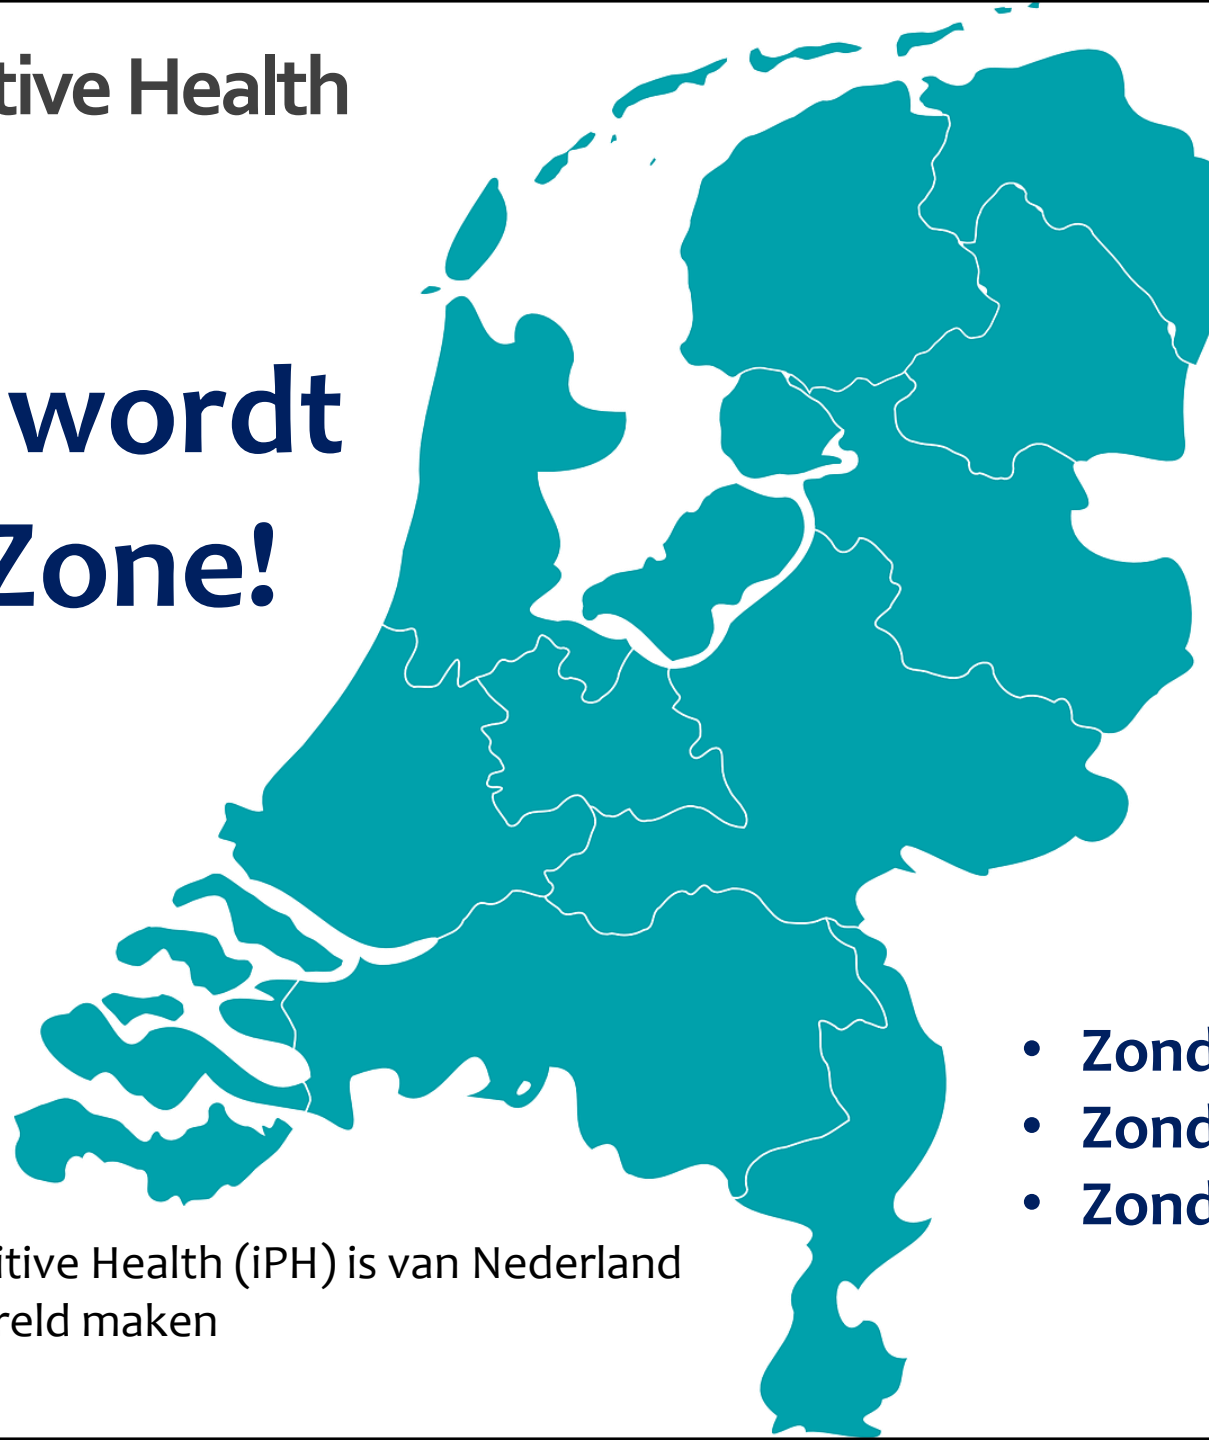 tive Health
wordt
Zone!
• Zond
• Zond
• Zond
itive Health (iPH) is van Nederland
reld maken